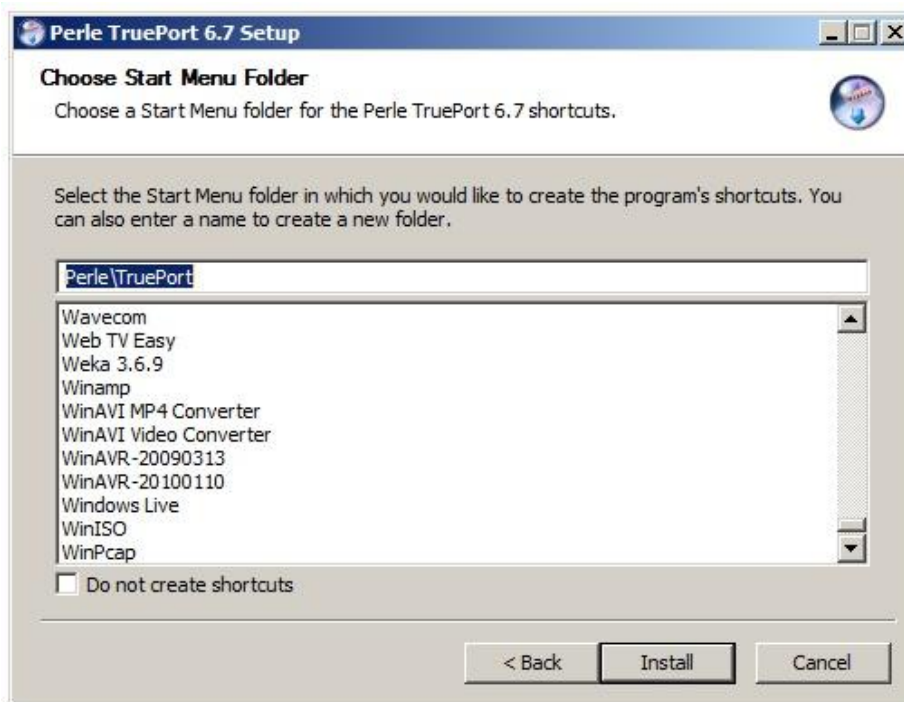 Perle TruePort 6.7 Setup
Choose Start Menu Folder
Choose a Start Menu folder for the Perle TruePort 6.7 shortcuts.
Select the Start Menu folder in which you would like to create the program's shortcuts. You
can also enter a name to create a new folder.
Perle\TruePort
Wavecom
Web TV Easy
Weka 3.6.9
Winamp
WinAVI MP4 Converter
WinAVI Video Converter
WinAVR-20090313
WinAVR-20100110
Windows Live
WinISO
WinPcap
Do not create shortcuts
< Back Install Cancel